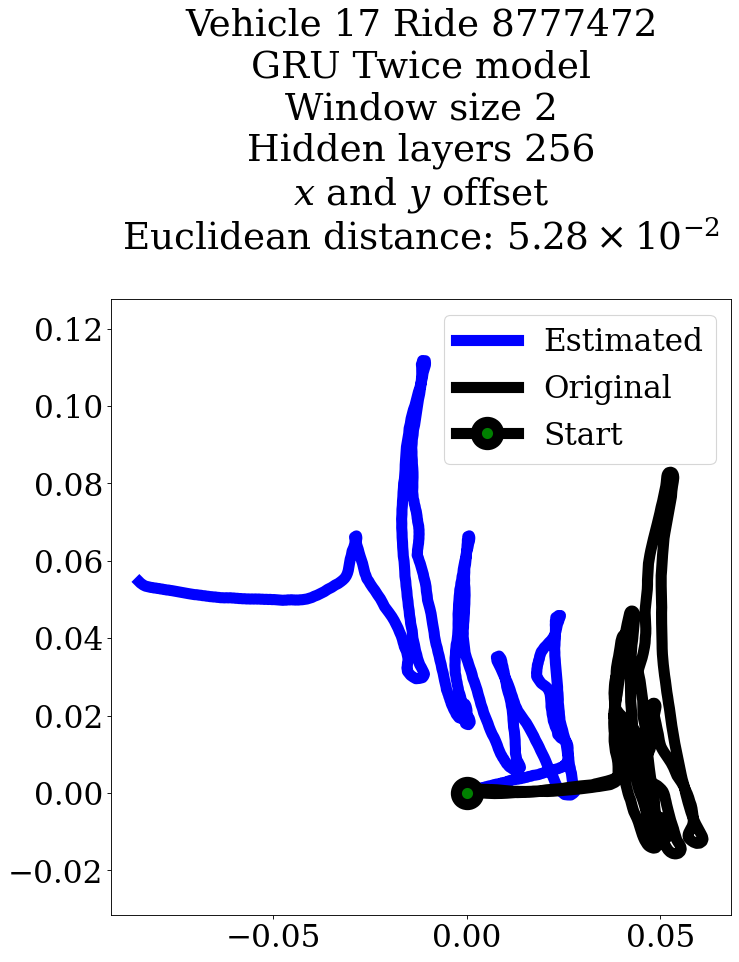 Vehicle 17 Ride 8777472
GRU Twice model
Window size 2
Hidden layers 256
x and y offset
Euclidean distance: 5.28 × 10⁻²
Estimated
Original
Start
0.12
0.10
0.08
0.06
0.04
0.02
0.00
−0.02
−0.05
0.00
0.05